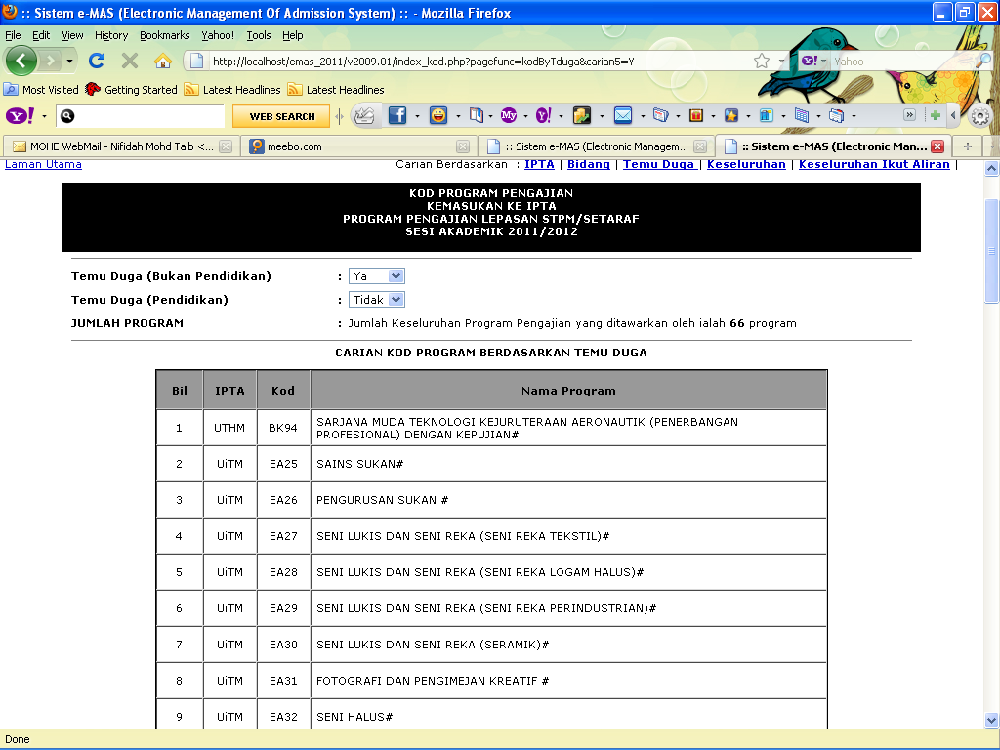 :: Sistem e-MAS (Electronic Management Of Admission System) :: - Mozilla Firefox
File Edit View History Bookmarks Yahoo! Tools Help
http://localhost/emas_2011/v2009.01/index_kod.php?pagefunc=kodByTduga&carian5=Y
Yahoo
Most Visited Getting Started Latest Headlines Latest Headlines
Y! WEB SEARCH My Y!
MOHE WebMail - Nifidah Mohd Taib <... meebo.com :: Sistem e-MAS (Electronic Managem... :: Sistem e-MAS (Electronic Man...
Laman Utama Carian Berdasarkan : IPTA | Bidang | Temu Duga | Keseluruhan | Keseluruhan Ikut Aliran |
KOD PROGRAM PENGAJIAN
KEMASUKAN KE IPTA
PROGRAM PENGAJIAN LEPASAN STPM/SETARAF
SESI AKADEMIK 2011/2012
Temu Duga (Bukan Pendidikan) : Ya
Temu Duga (Pendidikan) : Tidak
JUMLAH PROGRAM : Jumlah Keseluruhan Program Pengajian yang ditawarkan oleh ialah 66 program
CARIAN KOD PROGRAM BERDASARKAN TEMU DUGA
Bil IPTA Kod Nama Program
1 UTHM BK94 SARJANA MUDA TEKNOLOGI KEJURUTERAAN AERONAUTIK (PENERBANGAN
PROFESIONAL) DENGAN KEPUJIAN#
2 UiTM EA25 SAINS SUKAN#
3 UiTM EA26 PENGURUSAN SUKAN #
4 UiTM EA27 SENI LUKIS DAN SENI REKA (SENI REKA TEKSTIL)#
5 UiTM EA28 SENI LUKIS DAN SENI REKA (SENI REKA LOGAM HALUS)#
6 UiTM EA29 SENI LUKIS DAN SENI REKA (SENI REKA PERINDUSTRIAN)#
7 UiTM EA30 SENI LUKIS DAN SENI REKA (SERAMIK)#
8 UiTM EA31 FOTOGRAFI DAN PENGIMEJAN KREATIF #
9 UiTM EA32 SENI HALUS#
Done